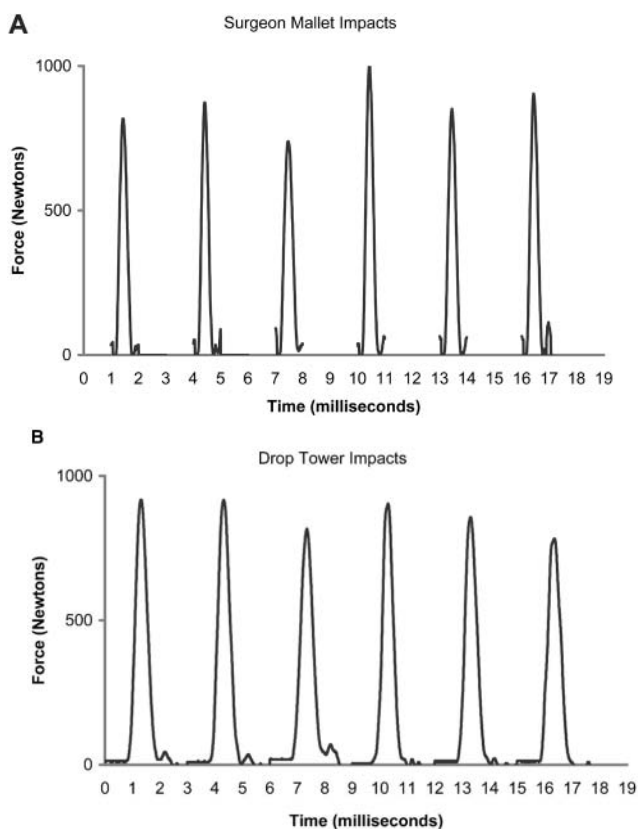 A
Surgeon Mallet Impacts
1000
500
0
Force (Newtons)
0 1 2 3 4 5 6 7 8 9 10 11 12 13 14 15 16 17 18 19
Time (milliseconds)
B
Drop Tower Impacts
1000
500
0
Force (Newtons)
0 1 2 3 4 5 6 7 8 9 10 11 12 13 14 15 16 17 18 19
Time (milliseconds)